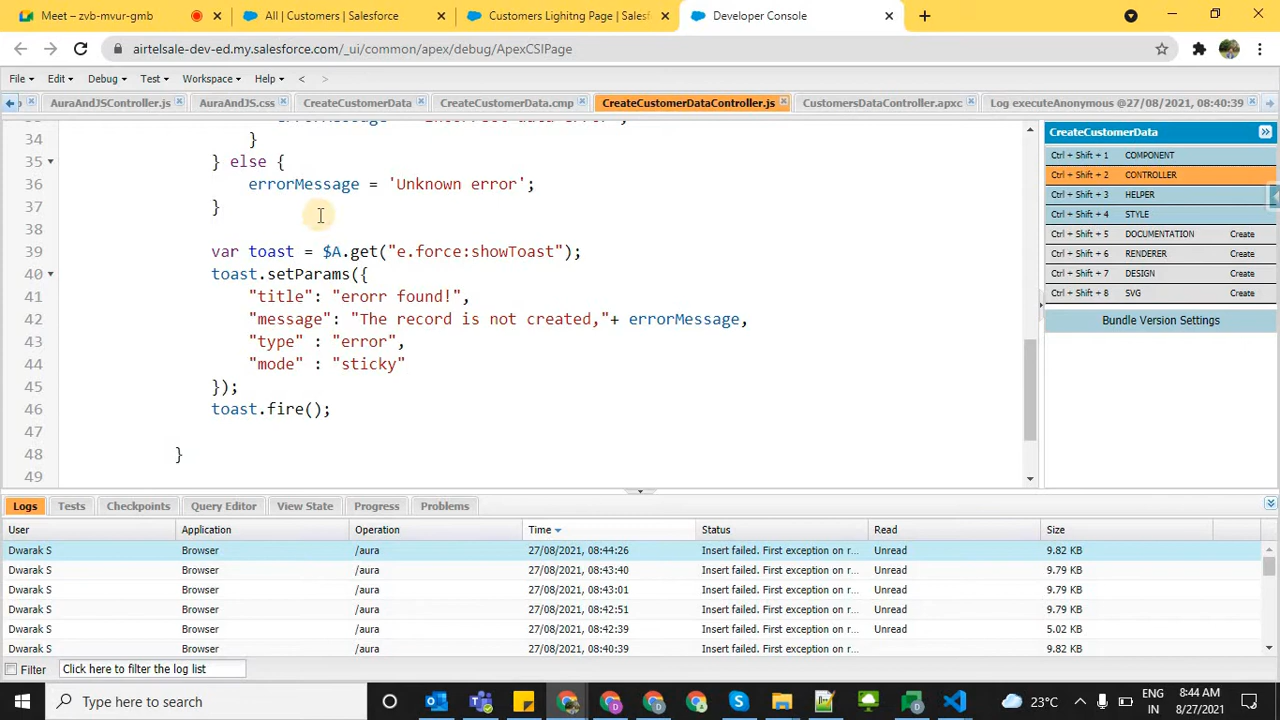 Meet – zvb-mvur-gmb
All | Customers | Salesforce
Customers Lighitng Page | Salesf
Developer Console
airtelsale-dev-ed.my.salesforce.com/_ui/common/apex/debug/ApexCSIPage
File Edit Debug Test Workspace Help < >
AuraAndJSController.js AuraAndJS.css CreateCustomerData CreateCustomerData.cmp CreateCustomerDataController.js CustomersDataController.apxc Log executeAnonymous @27/08/2021, 08:40:39
34 }
35 } else {
36 errorMessage = 'Unknown error';
37 }
38
39 var toast = $A.get("e.force:showToast");
40 toast.setParams({
41 "title": "erorr found!",
42 "message": "The record is not created,"+ errorMessage,
43 "type" : "error",
44 "mode" : "sticky"
45 });
46 toast.fire();
47
48 }
49
CreateCustomerData
Ctrl + Shift + 1 COMPONENT
Ctrl + Shift + 2 CONTROLLER
Ctrl + Shift + 3 HELPER
Ctrl + Shift + 4 STYLE
Ctrl + Shift + 5 DOCUMENTATION Create
Ctrl + Shift + 6 RENDERER Create
Ctrl + Shift + 7 DESIGN Create
Ctrl + Shift + 8 SVG Create
Bundle Version Settings
Logs Tests Checkpoints Query Editor View State Progress Problems
User Application Operation Time Status Read Size
Dwarak S Browser /aura 27/08/2021, 08:44:26 Insert failed. First exception on r... Unread 9.82 KB
Dwarak S Browser /aura 27/08/2021, 08:43:40 Insert failed. First exception on r... Unread 9.79 KB
Dwarak S Browser /aura 27/08/2021, 08:43:01 Insert failed. First exception on r... Unread 9.79 KB
Dwarak S Browser /aura 27/08/2021, 08:42:51 Insert failed. First exception on r... Unread 9.79 KB
Dwarak S Browser /aura 27/08/2021, 08:42:39 Insert failed. First exception on r... Unread 5.02 KB
Dwarak S Browser /aura 27/08/2021, 08:40:39 Insert failed. First exception on r... Unread 9.82 KB
Filter Click here to filter the log list
Type here to search
23°C
ENG
IN
8:44 AM
8/27/2021